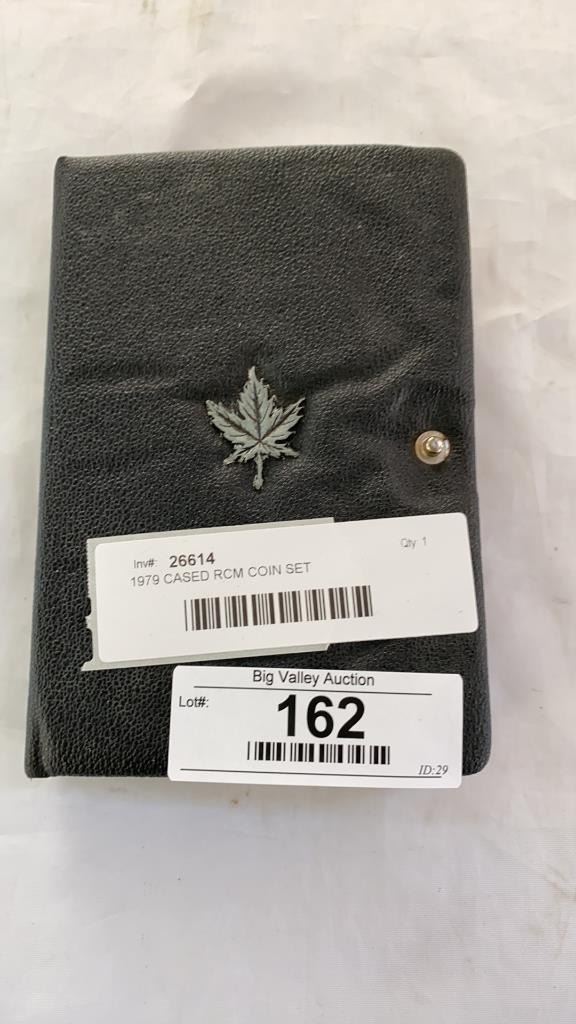 Inv#: 26614 Qty: 1
1979 CASED RCM COIN SET
Big Valley Auction
Lot#: 162
ID:29